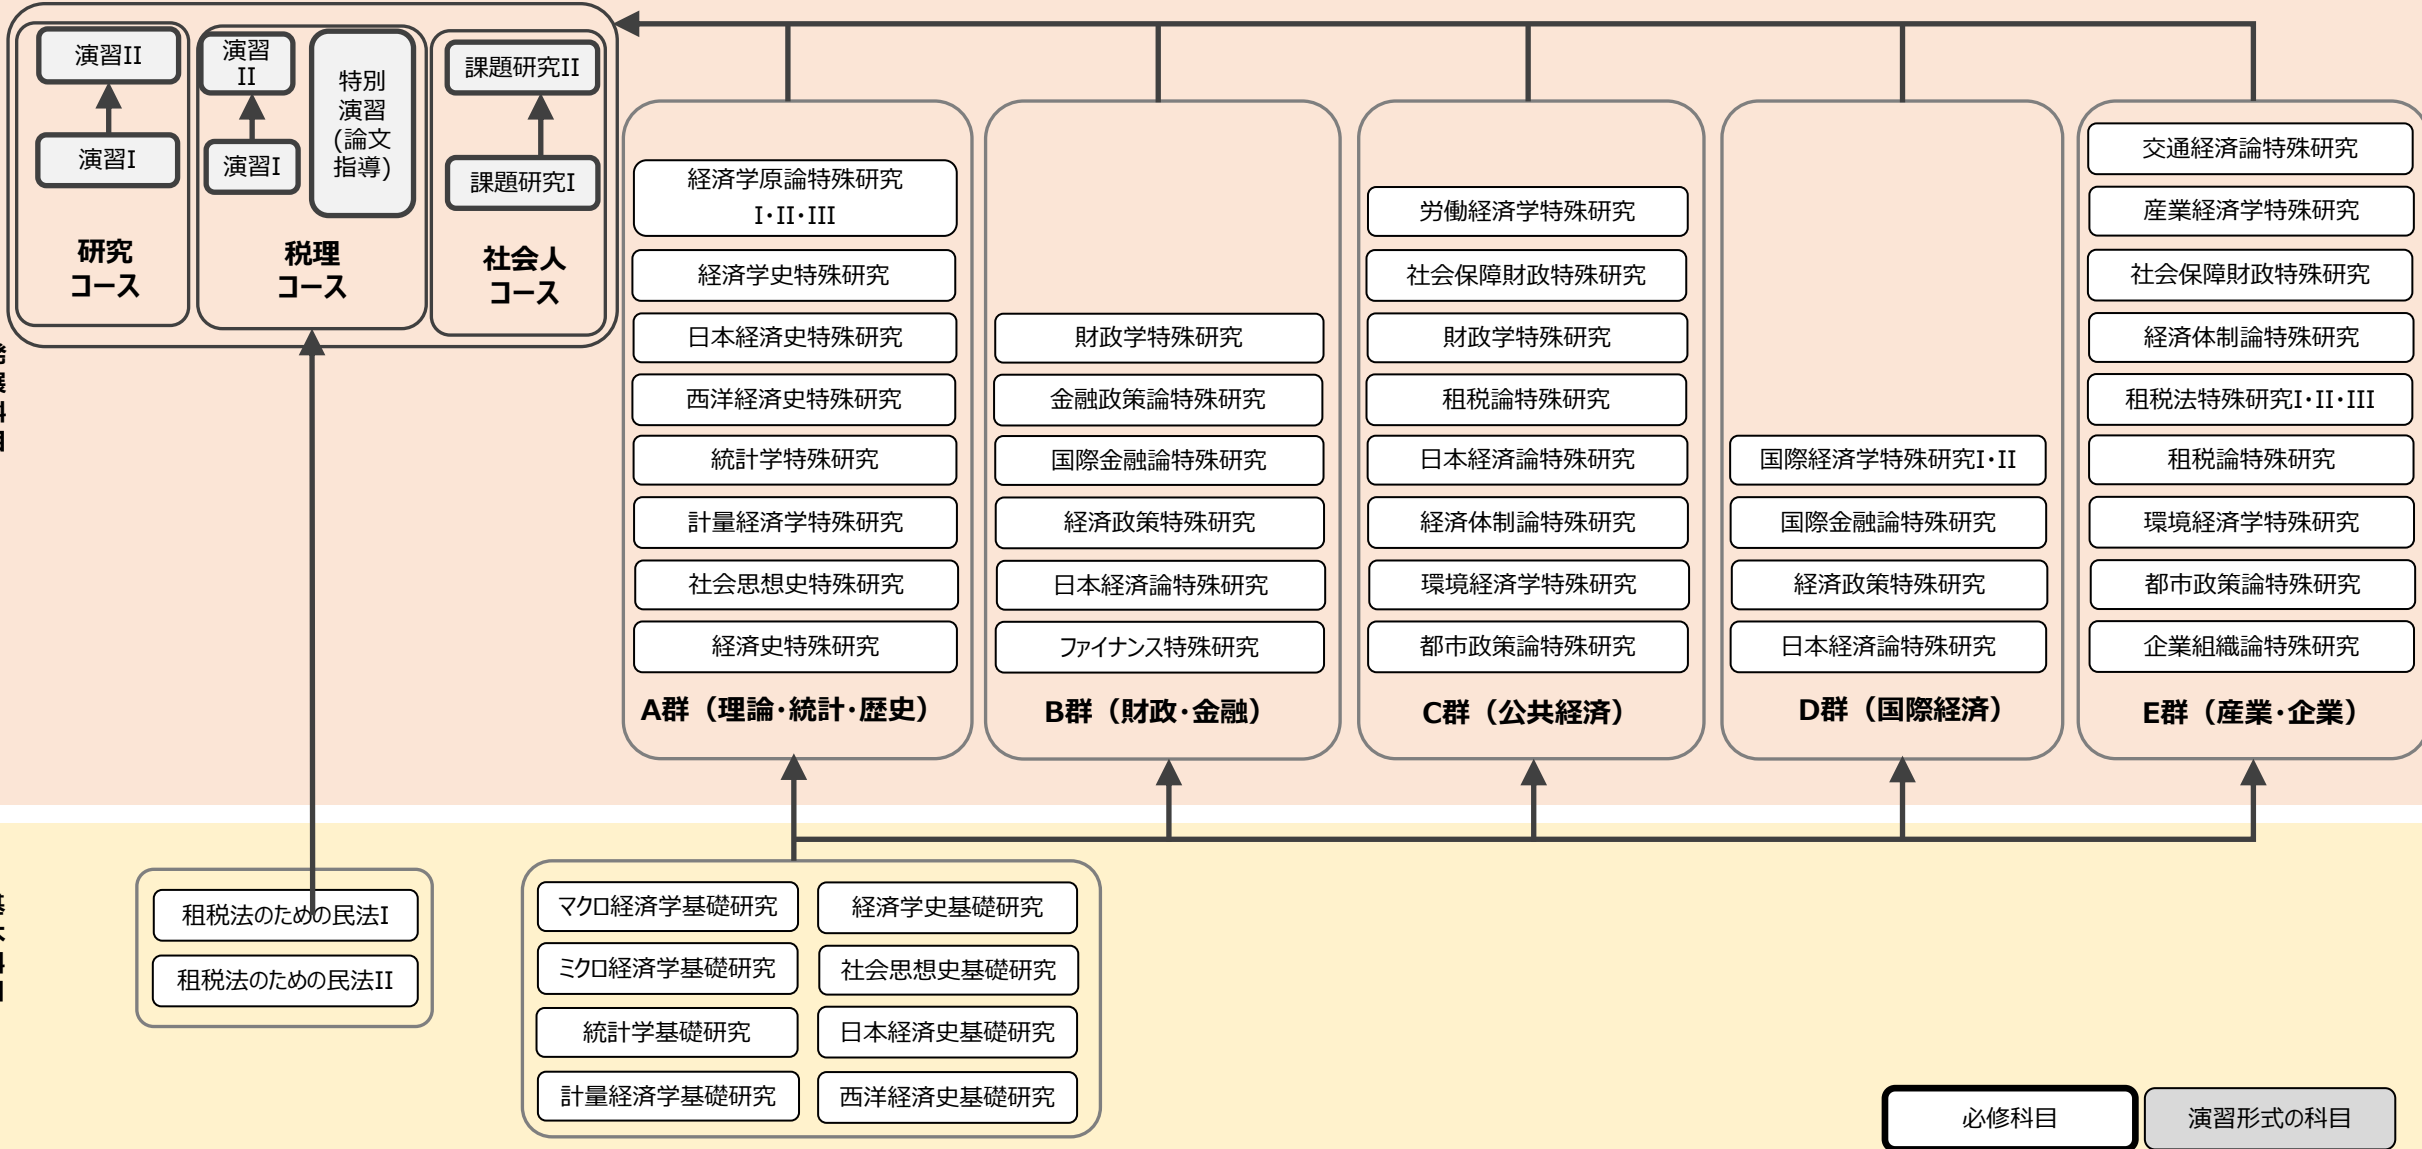 演習II
演習I
研究
コース
演習
II
演習I
特別
演習
(論文
指導)
税理
コース
課題研究II
課題研究I
社会人
コース
経済学原論特殊研究
I・II・III
経済学史特殊研究
日本経済史特殊研究
西洋経済史特殊研究
統計学特殊研究
計量経済学特殊研究
社会思想史特殊研究
経済史特殊研究
A群（理論・統計・歴史）
財政学特殊研究
金融政策論特殊研究
国際金融論特殊研究
経済政策特殊研究
日本経済論特殊研究
ファイナンス特殊研究
B群（財政・金融）
労働経済学特殊研究
社会保障財政特殊研究
財政学特殊研究
租税論特殊研究
日本経済論特殊研究
経済体制論特殊研究
環境経済学特殊研究
都市政策論特殊研究
C群（公共経済）
国際経済学特殊研究I・II
国際金融論特殊研究
経済政策特殊研究
日本経済論特殊研究
D群（国際経済）
交通経済論特殊研究
産業経済学特殊研究
社会保障財政特殊研究
経済体制論特殊研究
租税法特殊研究I・II・III
租税論特殊研究
環境経済学特殊研究
都市政策論特殊研究
企業組織論特殊研究
E群（産業・企業）
租税法のための民法I
租税法のための民法II
マクロ経済学基礎研究
ミクロ経済学基礎研究
統計学基礎研究
計量経済学基礎研究
経済学史基礎研究
社会思想史基礎研究
日本経済史基礎研究
西洋経済史基礎研究
必修科目
演習形式の科目